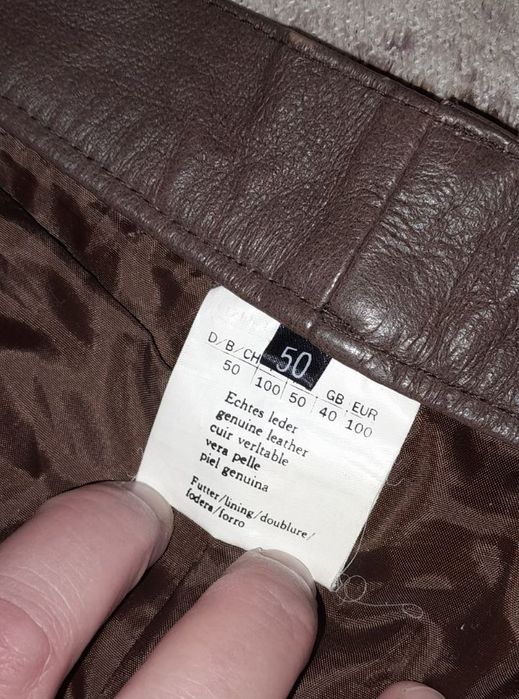 50
D/B/CH GB EUR
50 100 50 40 100
Echtes leder
genuine leather
cuir verltable
vera pelle
piel genuina
Futter/lining/doublure/
fodera/forro